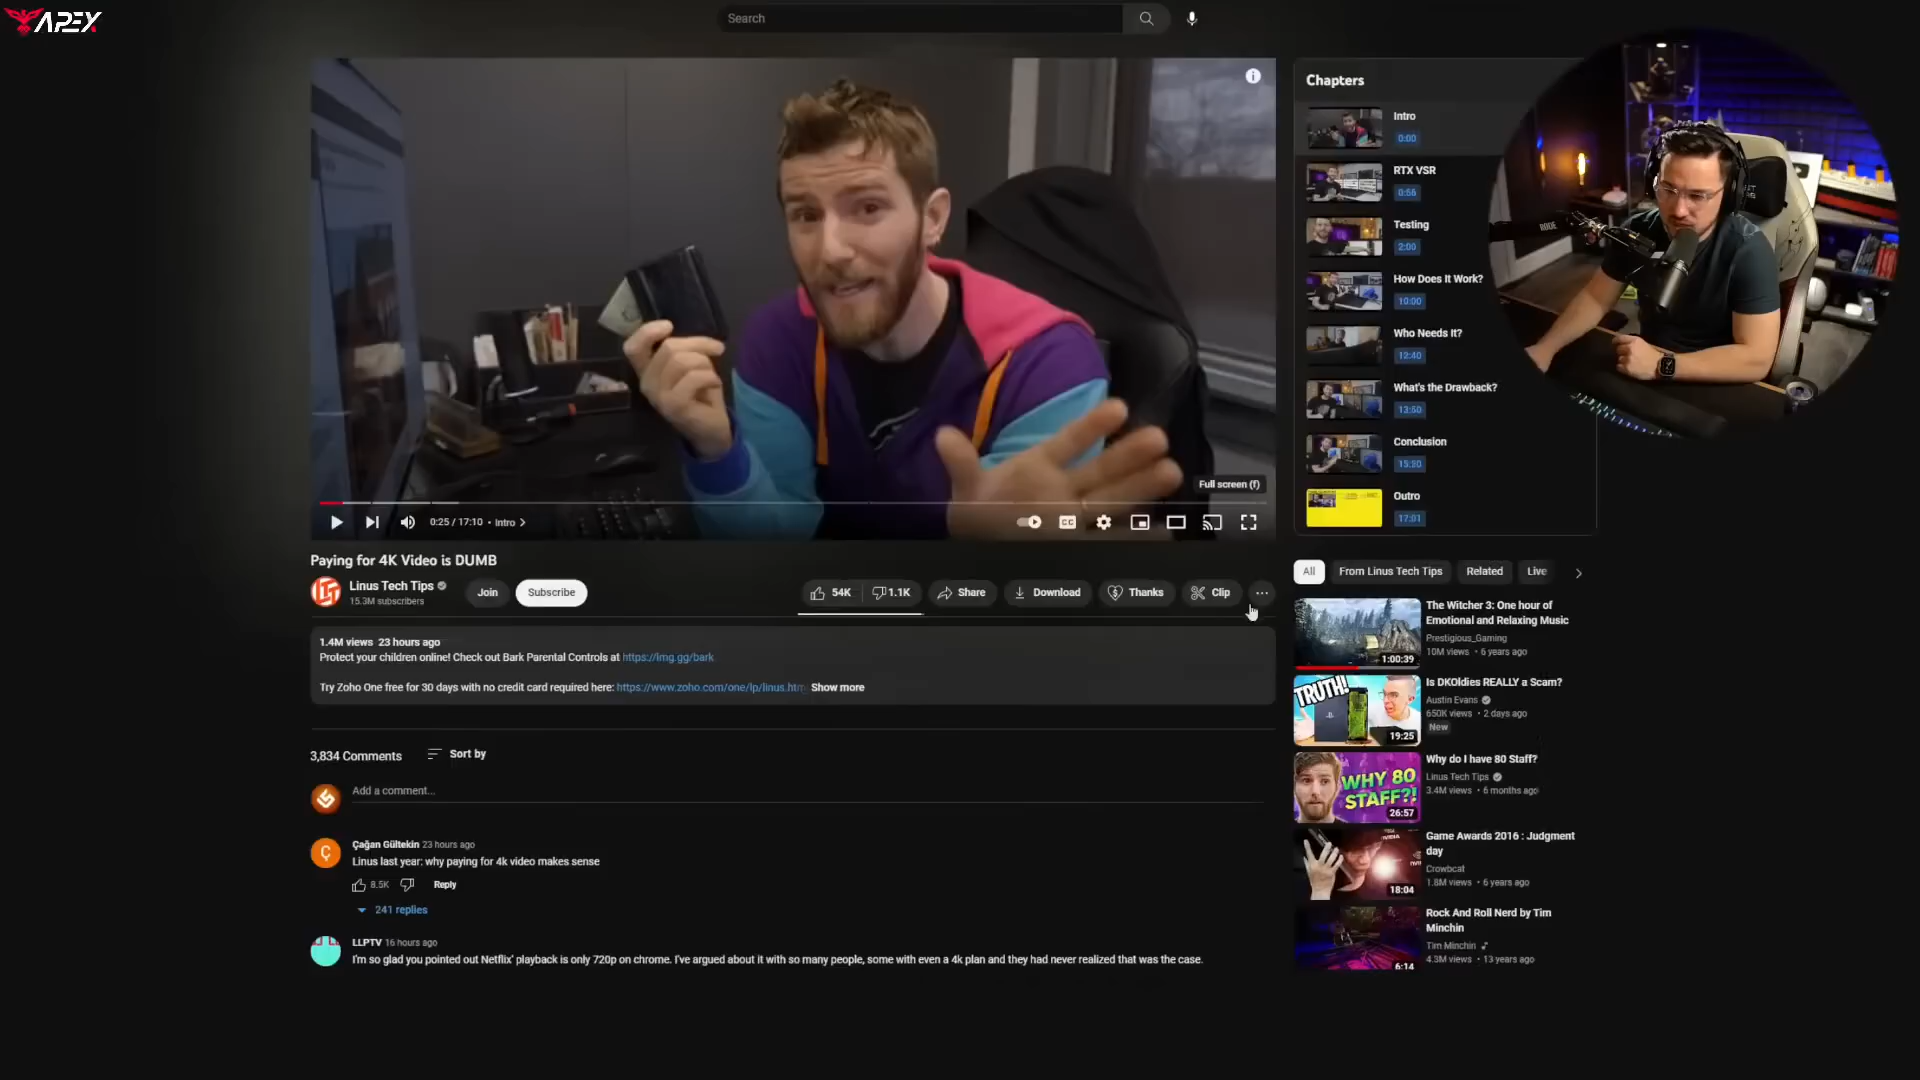 APEX
Search
Full screen (f)
0:25 / 17:10 • Intro
CC
Paying for 4K Video is DUMB
Linus Tech Tips
15.3M subscribers
Join
Subscribe
54K
1.1K
Share
Download
Thanks
Clip
1.4M views 23 hours ago
Protect your children online! Check out Bark Parental Controls at https://lmg.gg/bark
Try Zoho One free for 30 days with no credit card required here: https://www.zoho.com/one/lp/linus.htm Show more
3,834 Comments
Sort by
Add a comment...
Ç
Çağan Gültekin 23 hours ago
Linus last year: why paying for 4k video makes sense
8.5K
Reply
241 replies
LLPTV 16 hours ago
I'm so glad you pointed out Netflix' playback is only 720p on chrome. I've argued about it with so many people, some with even a 4k plan and they had never realized that was the case.
Chapters
Intro
0:00
RTX VSR
0:56
Testing
2:00
How Does It Work?
10:00
Who Needs It?
12:40
What's the Drawback?
13:50
Conclusion
Outro
17:01
RODE
All
From Linus Tech Tips
Related
Live
1:00:39
The Witcher 3: One hour of
Emotional and Relaxing Music
Prestigious_Gaming
10M views • 6 years ago
TRUTH!
19:25
Is DKOldies REALLY a Scam?
Austin Evans
650K views • 2 days ago
New
WHY 80
STAFF?!
26:57
Why do I have 80 Staff?
Linus Tech Tips
3.4M views • 6 months ago
18:04
Game Awards 2016 : Judgment
day
Crowbcat
1.8M views • 6 years ago
6:14
Rock And Roll Nerd by Tim
Minchin
Tim Minchin
4.3M views • 13 years ago